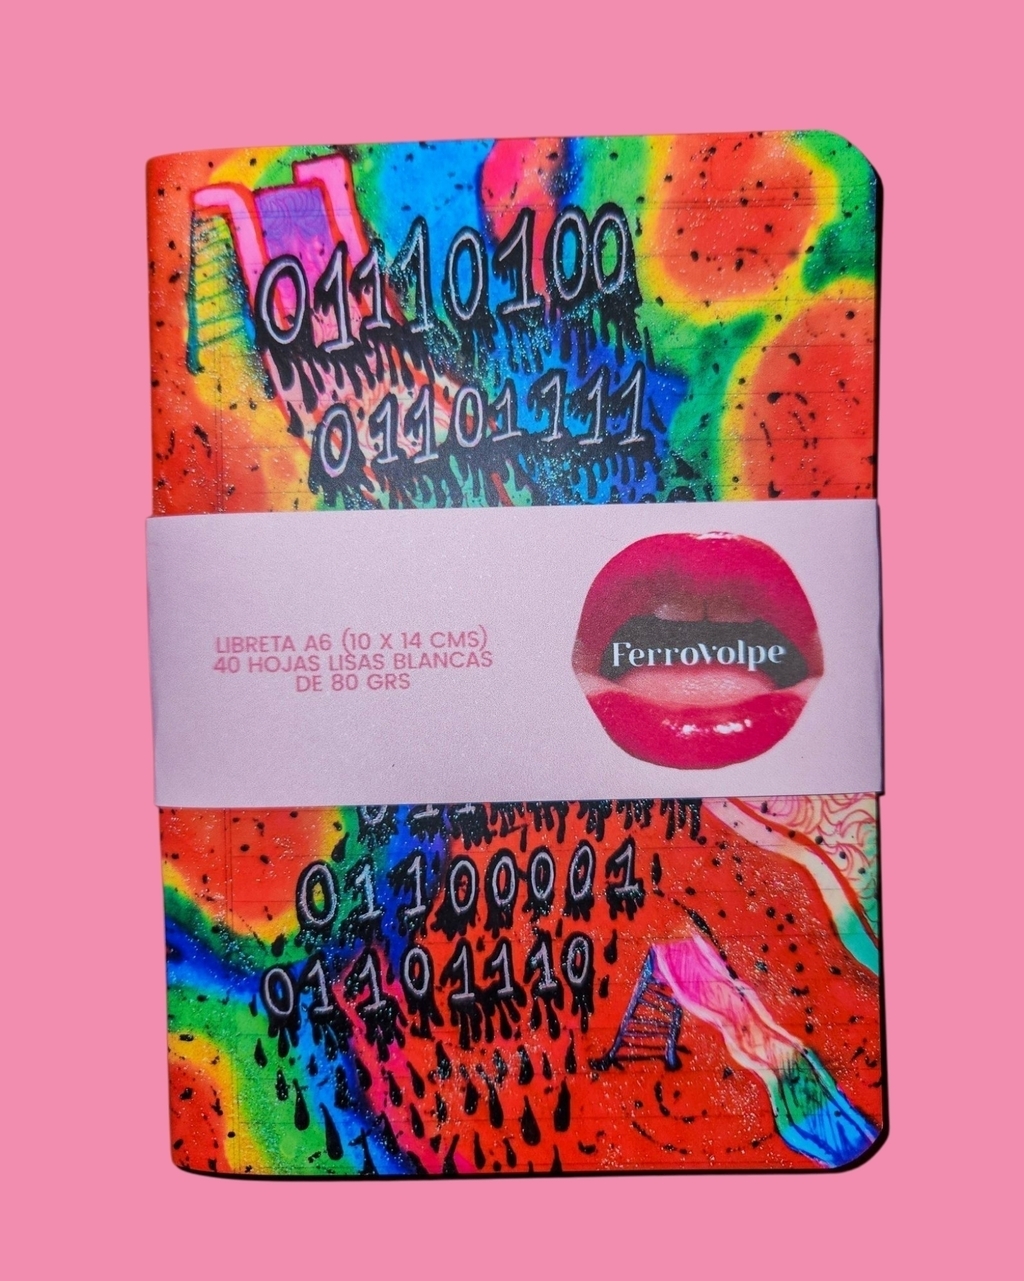 01110100
01101111
LIBRETA A6 (10 X 14 CMS)
40 HOJAS LISAS BLANCAS
DE 80 GRS
FerroVolpe
01100001
01101110